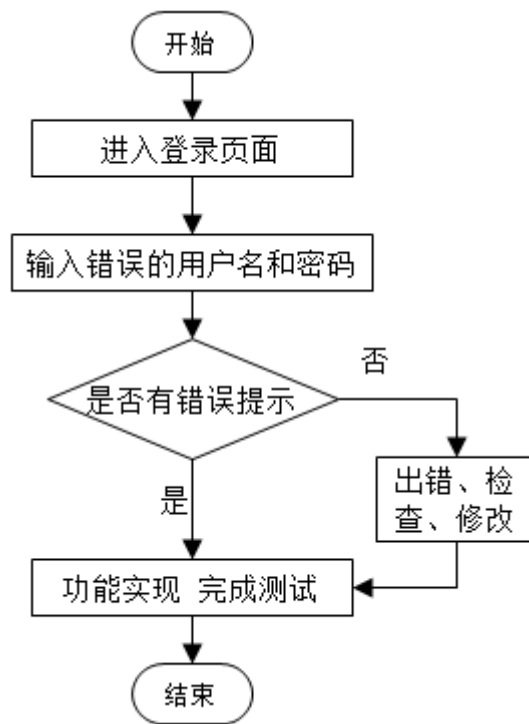 开始
进入登录页面
输入错误的用户名和密码
是否有错误提示
否
是
出错、检
查、修改
功能实现 完成测试
结束